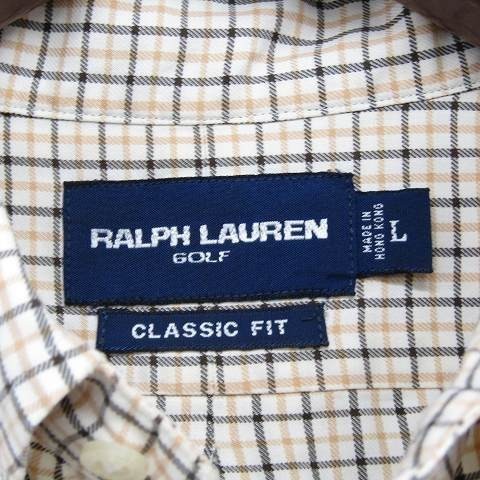 RALPH LAUREN
GOLF
MADE IN
HONG KONG
L
CLASSIC FIT